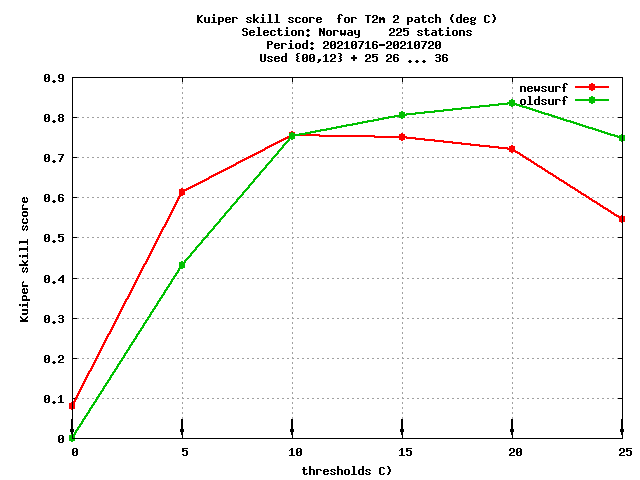 Kuiper skill score  for T2m 2 patch (deg C)
Selection: Norway    225 stations
Period: 20210716-20210720
Used {00,12} + 25 26 ... 36
newsurf
oldsurf
0.9
0.8
0.7
0.6
0.5
0.4
0.3
0.2
0.1
0
Kuiper skill score
0 5 10 15 20 25
thresholds C)